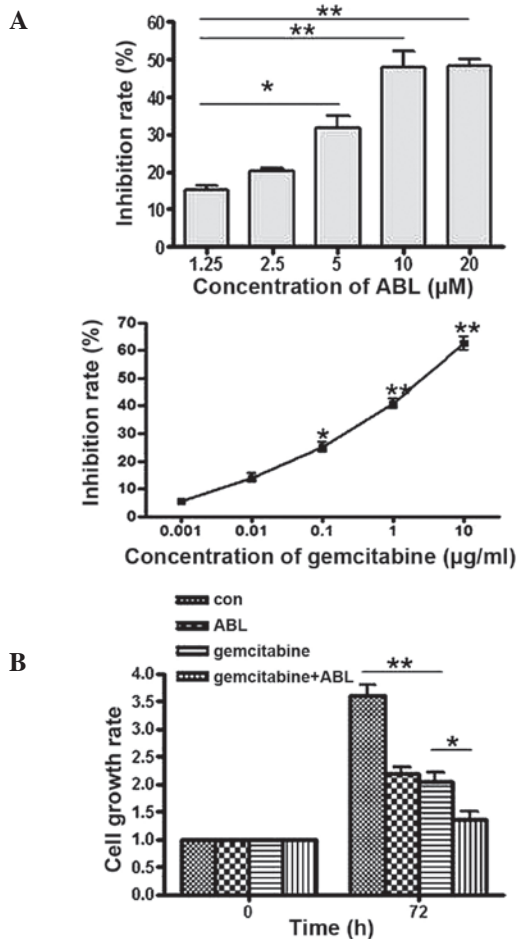 A
**
**
*
Inhibition rate (%)
60
50
40
30
20
10
0
1.25 2.5 5 10 20
Concentration of ABL (µM)
Inhibition rate (%)
70
60
50
40
30
20
10
0
**
**
*
0.001 0.01 0.1 1 10
Concentration of gemcitabine (µg/ml)
B
con
ABL
gemcitabine
gemcitabine+ABL
Cell growth rate
4.0
3.5
3.0
2.5
2.0
1.5
1.0
0.5
0.0
**
*
0 72
Time (h)